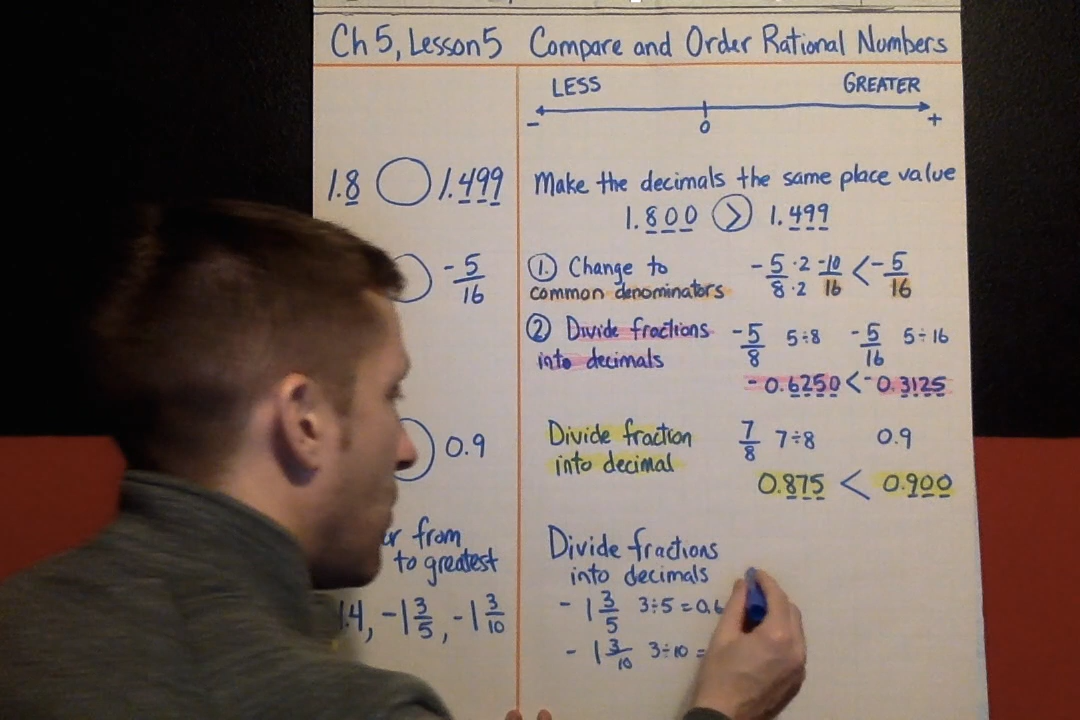 Ch 5, Lesson 5 Compare and Order Rational Numbers
LESS GREATER
- 0 +
1.8 ◯ 1.499 Make the decimals the same place value
1.800 > 1.499
◯ -5/16 ① Change to common denominators -5/8 ·2/·2 -10/16 < -5/16
② Divide fractions into decimals -5/8 5÷8 -5/16 5÷16
-0.6250 < -0.3125
◯ 0.9 Divide fraction into decimal 7/8 7÷8 0.9
0.875 < 0.900
from
to greatest
Divide fractions
into decimals
1.4, -1 3/5, -1 3/10
-1 3/5 3÷5 = 0.6
-1 3/10 3÷10 =